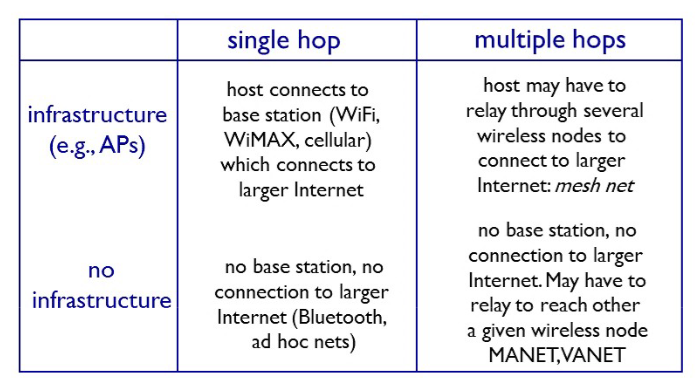 single hop
multiple hops
infrastructure
(e.g., APs)
host connects to
base station (WiFi,
WiMAX, cellular)
which connects to
larger Internet
host may have to
relay through several
wireless nodes to
connect to larger
Internet: mesh net
no
infrastructure
no base station, no
connection to larger
Internet (Bluetooth,
ad hoc nets)
no base station, no
connection to larger
Internet. May have to
relay to reach other
a given wireless node
MANET,VANET